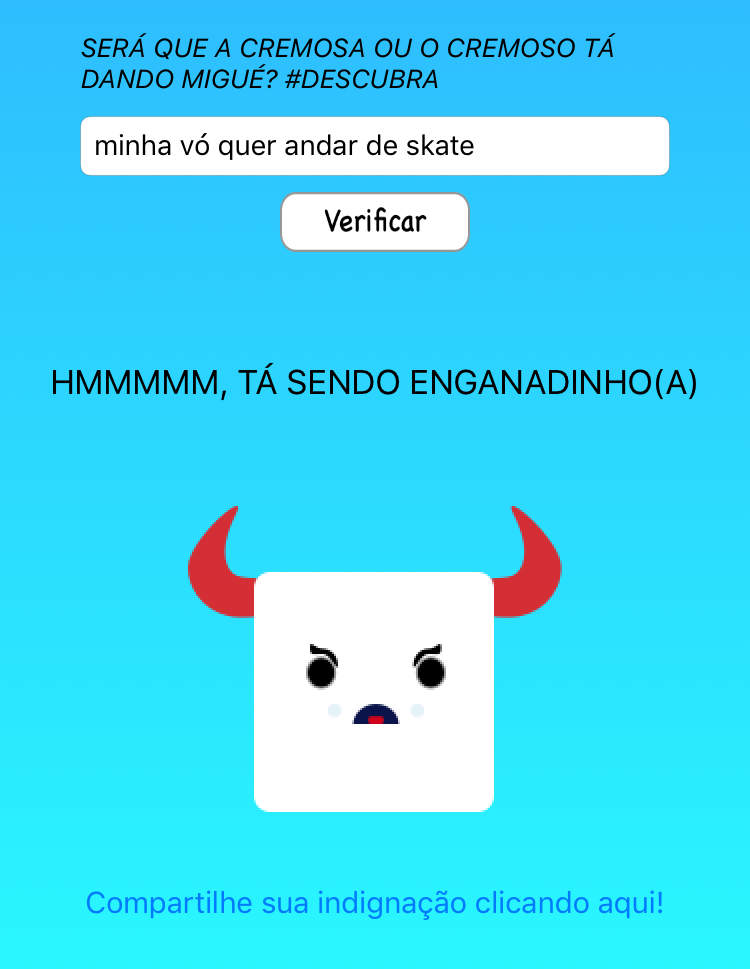 SERÁ QUE A CREMOSA OU O CREMOSO TÁ
DANDO MIGUÉ? #DESCUBRA
minha vó quer andar de skate
Verificar
HMMMMM, TÁ SENDO ENGANADINHO(A)
Compartilhe sua indignação clicando aqui!